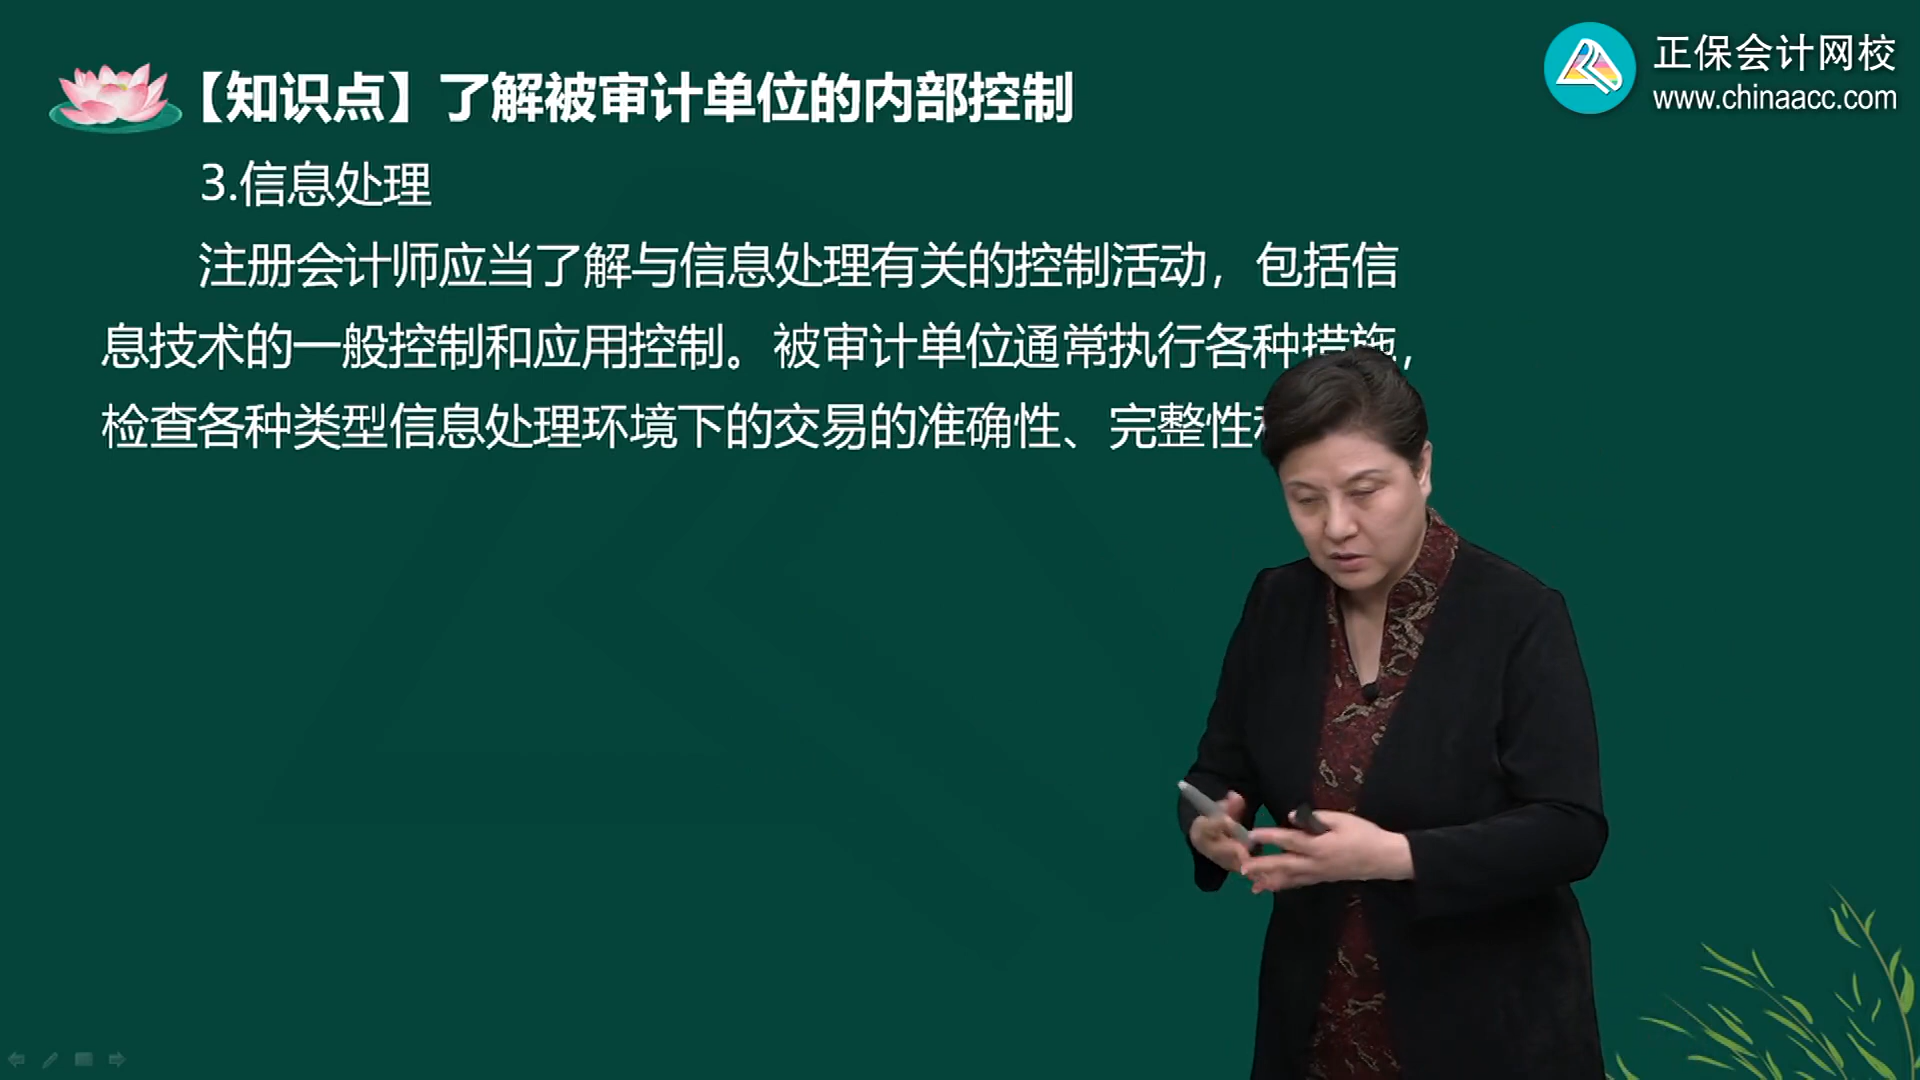 正保会计网校
www.chinaacc.com
【知识点】了解被审计单位的内部控制
3.信息处理
注册会计师应当了解与信息处理有关的控制活动，包括信
息技术的一般控制和应用控制。被审计单位通常执行各种措施，
检查各种类型信息处理环境下的交易的准确性、完整性